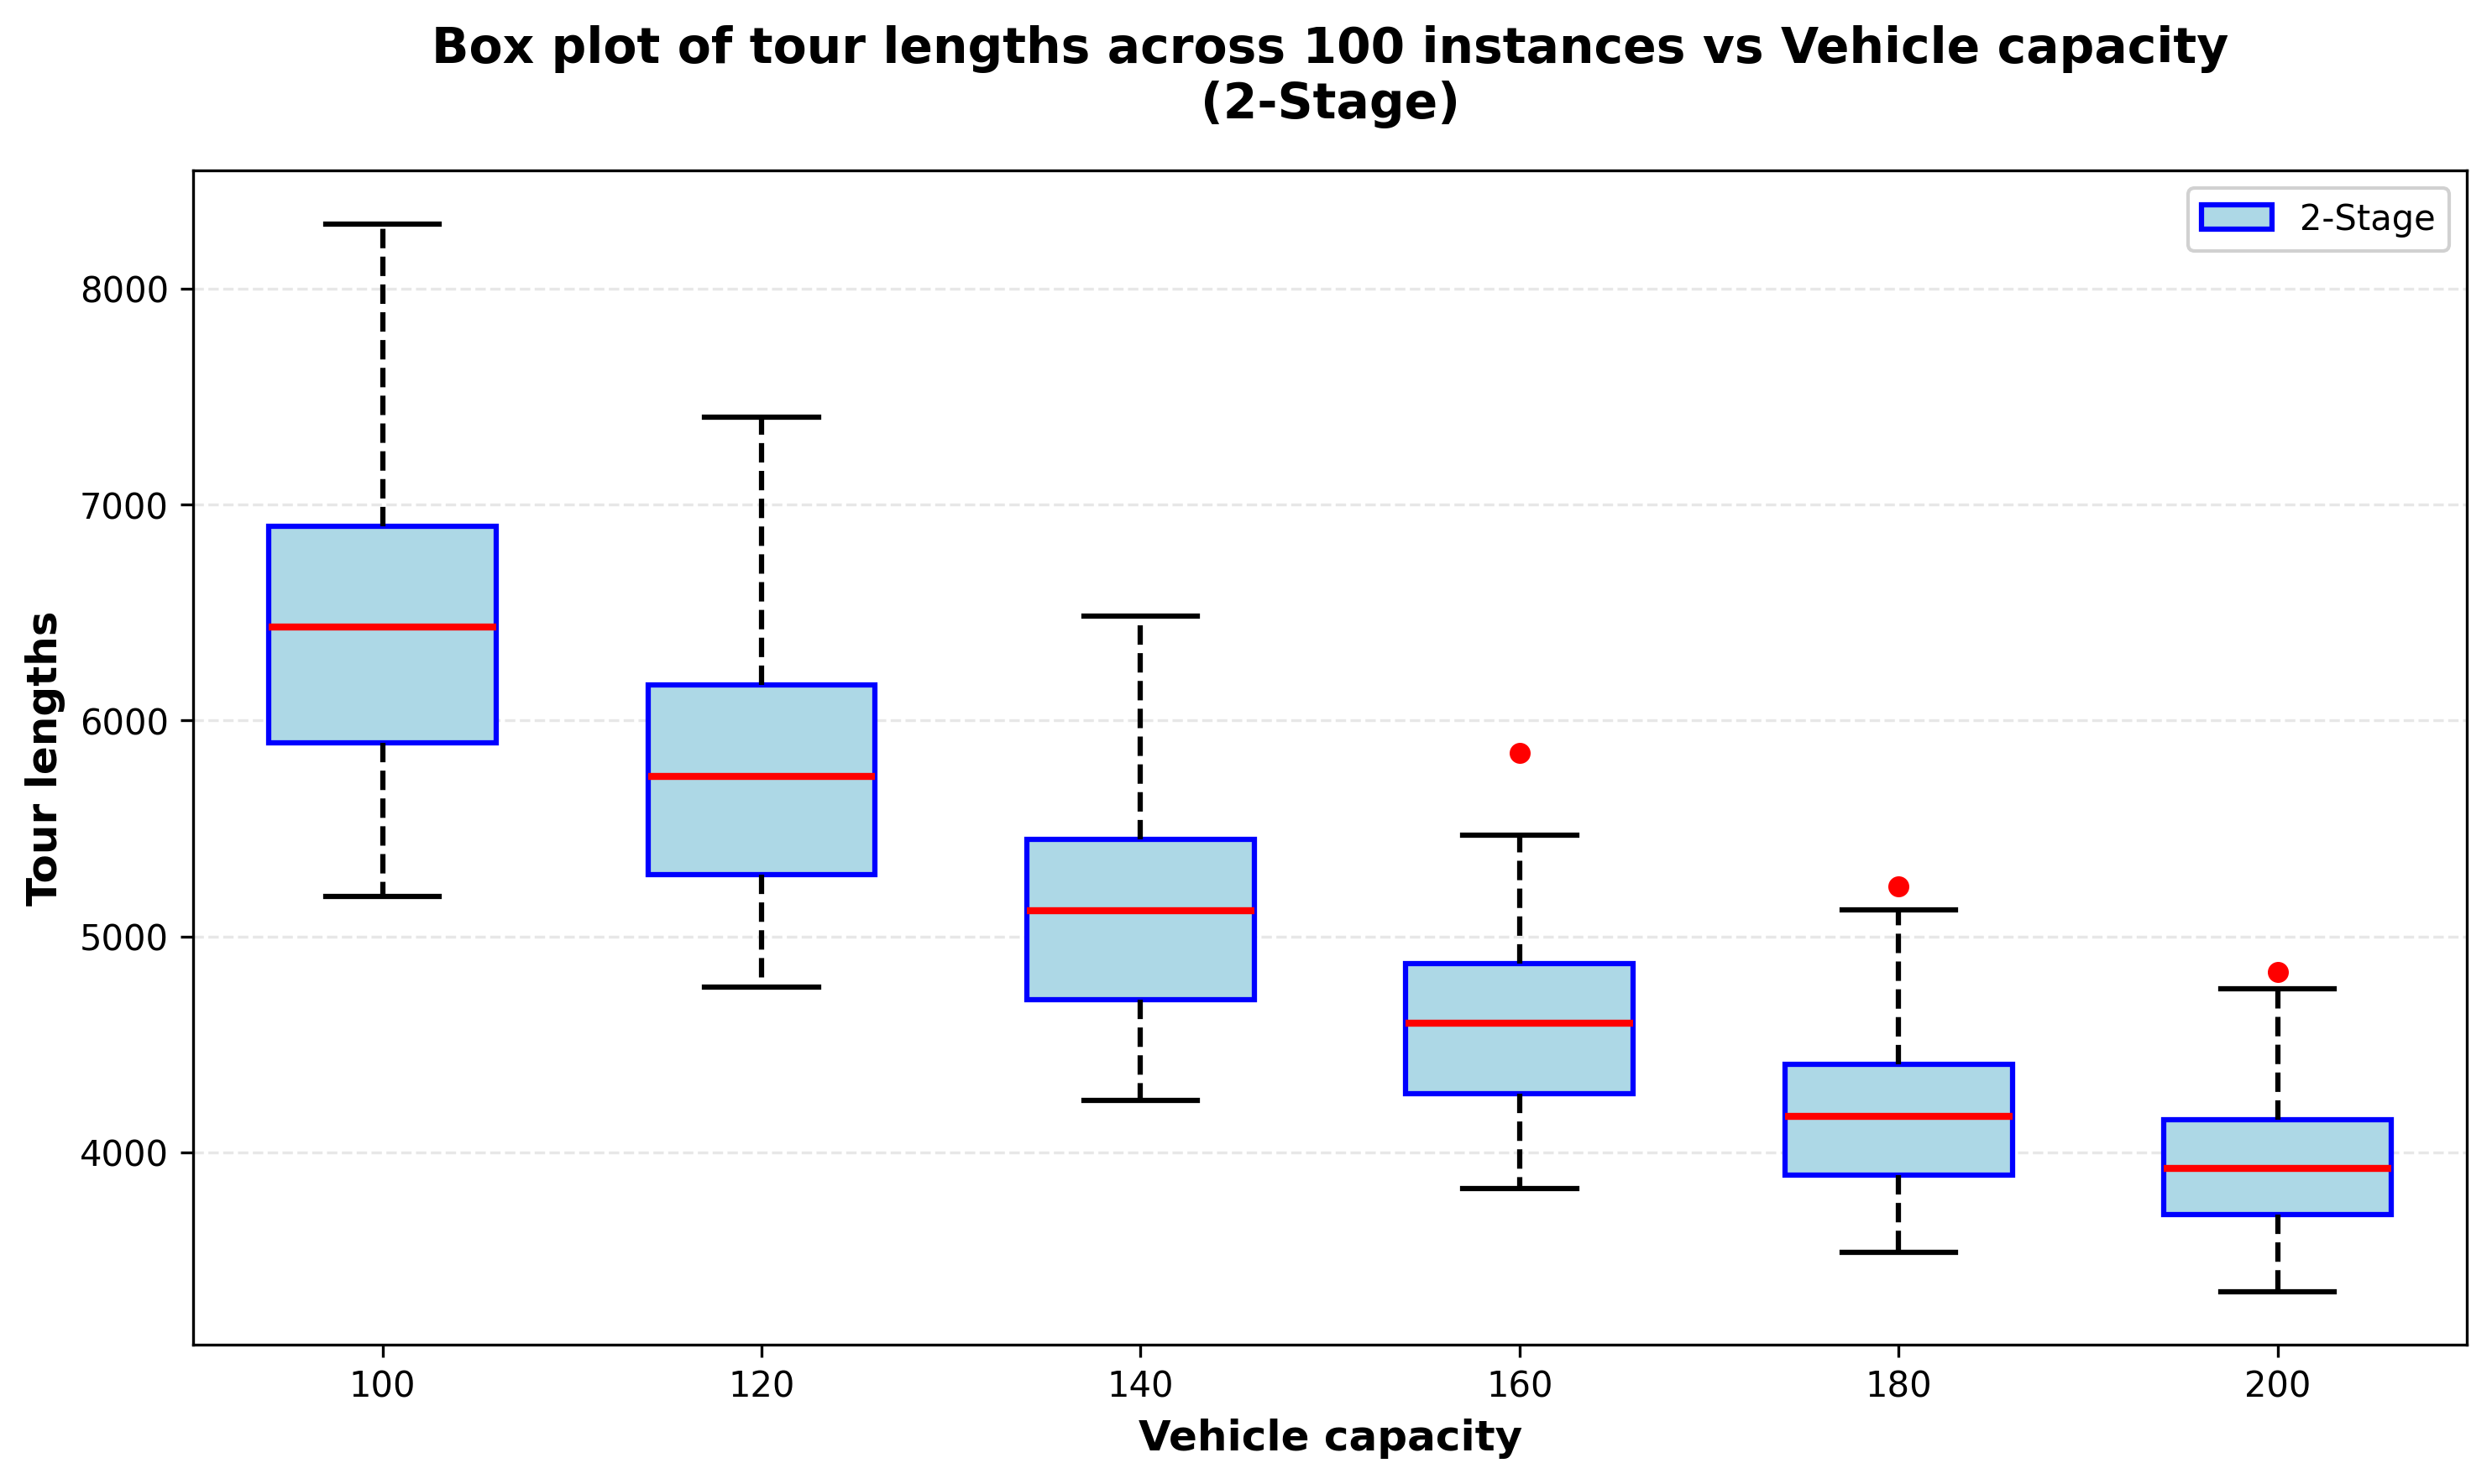 Box plot of tour lengths across 100 instances vs Vehicle capacity
(2-Stage)
2-Stage
Tour lengths
8000
7000
6000
5000
4000
100 120 140 160 180 200
Vehicle capacity